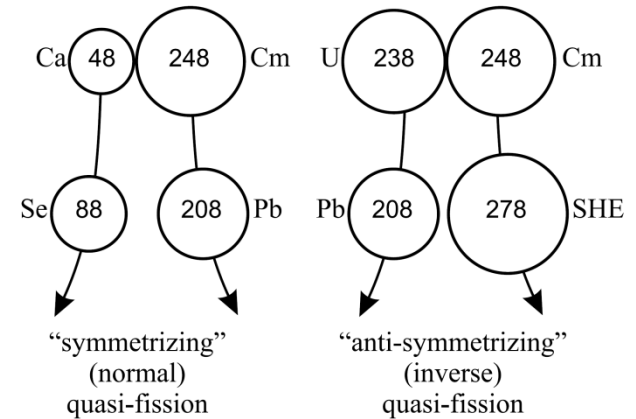 Ca 48 248 Cm U 238 248 Cm
Se 88 208 Pb Pb 208 278 SHE
“symmetrizing”
(normal)
quasi-fission
“anti-symmetrizing”
(inverse)
quasi-fission